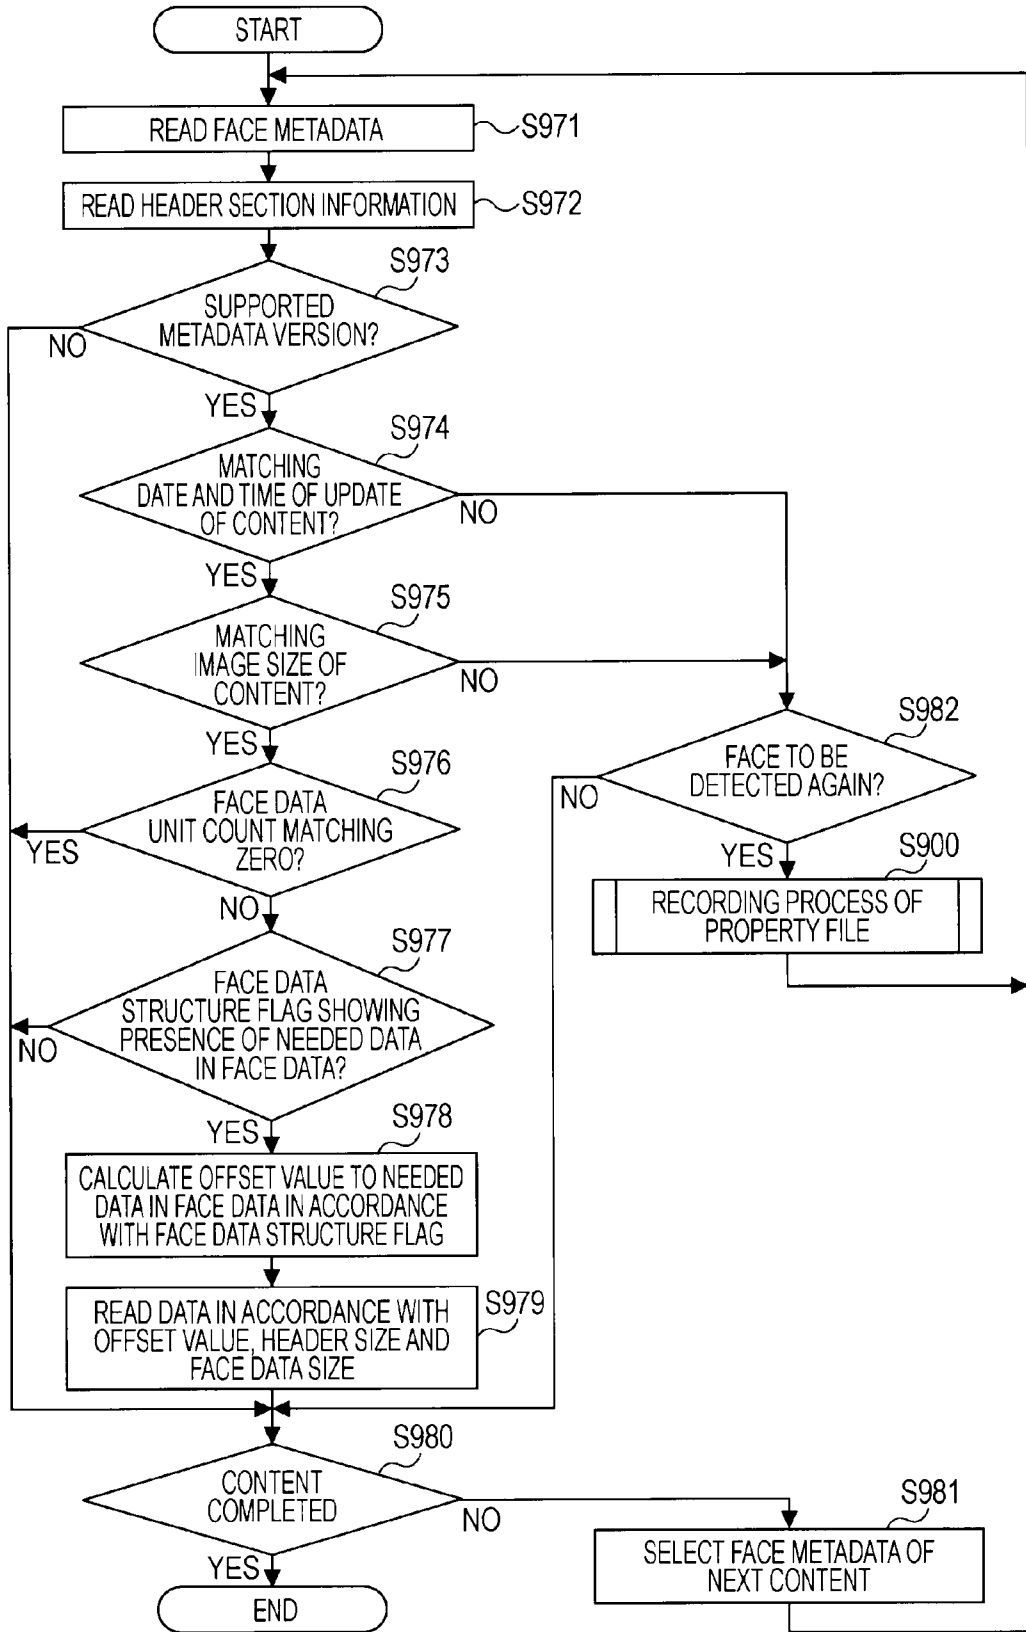 START
READ FACE METADATA
S971
READ HEADER SECTION INFORMATION
S972
S973
SUPPORTED
METADATA VERSION?
NO
YES
S974
MATCHING
DATE AND TIME OF UPDATE
OF CONTENT?
NO
YES
S975
MATCHING
IMAGE SIZE OF
CONTENT?
NO
YES
S982
FACE TO BE
DETECTED AGAIN?
NO
YES
S976
FACE DATA
UNIT COUNT MATCHING
ZERO?
YES
NO
S900
RECORDING PROCESS OF
PROPERTY FILE
S977
FACE DATA
STRUCTURE FLAG SHOWING
PRESENCE OF NEEDED DATA
IN FACE DATA?
NO
YES
S978
CALCULATE OFFSET VALUE TO NEEDED
DATA IN FACE DATA IN ACCORDANCE
WITH FACE DATA STRUCTURE FLAG
S979
READ DATA IN ACCORDANCE WITH
OFFSET VALUE, HEADER SIZE AND
FACE DATA SIZE
S980
CONTENT
COMPLETED
NO
YES
S981
SELECT FACE METADATA OF
NEXT CONTENT
END